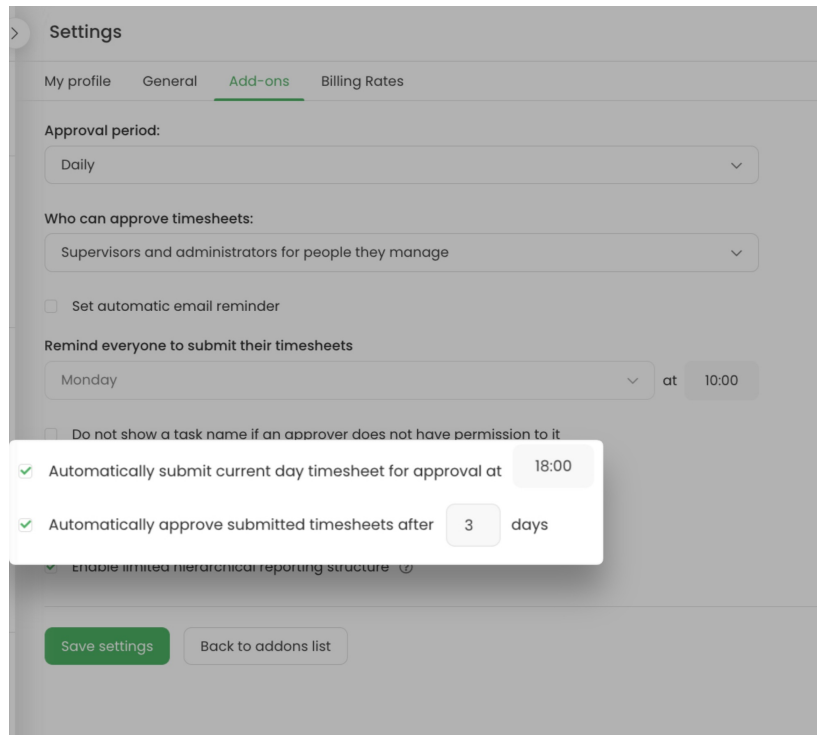 Settings
My profile General Add-ons Billing Rates
Approval period:
Daily
Who can approve timesheets:
Supervisors and administrators for people they manage
Set automatic email reminder
Remind everyone to submit their timesheets
Monday at 10:00
Do not show a task name if an approver does not have permission to it
Automatically submit current day timesheet for approval at 18:00
Automatically approve submitted timesheets after 3 days
Enable limited hierarchical reporting structure ?
Save settings Back to addons list